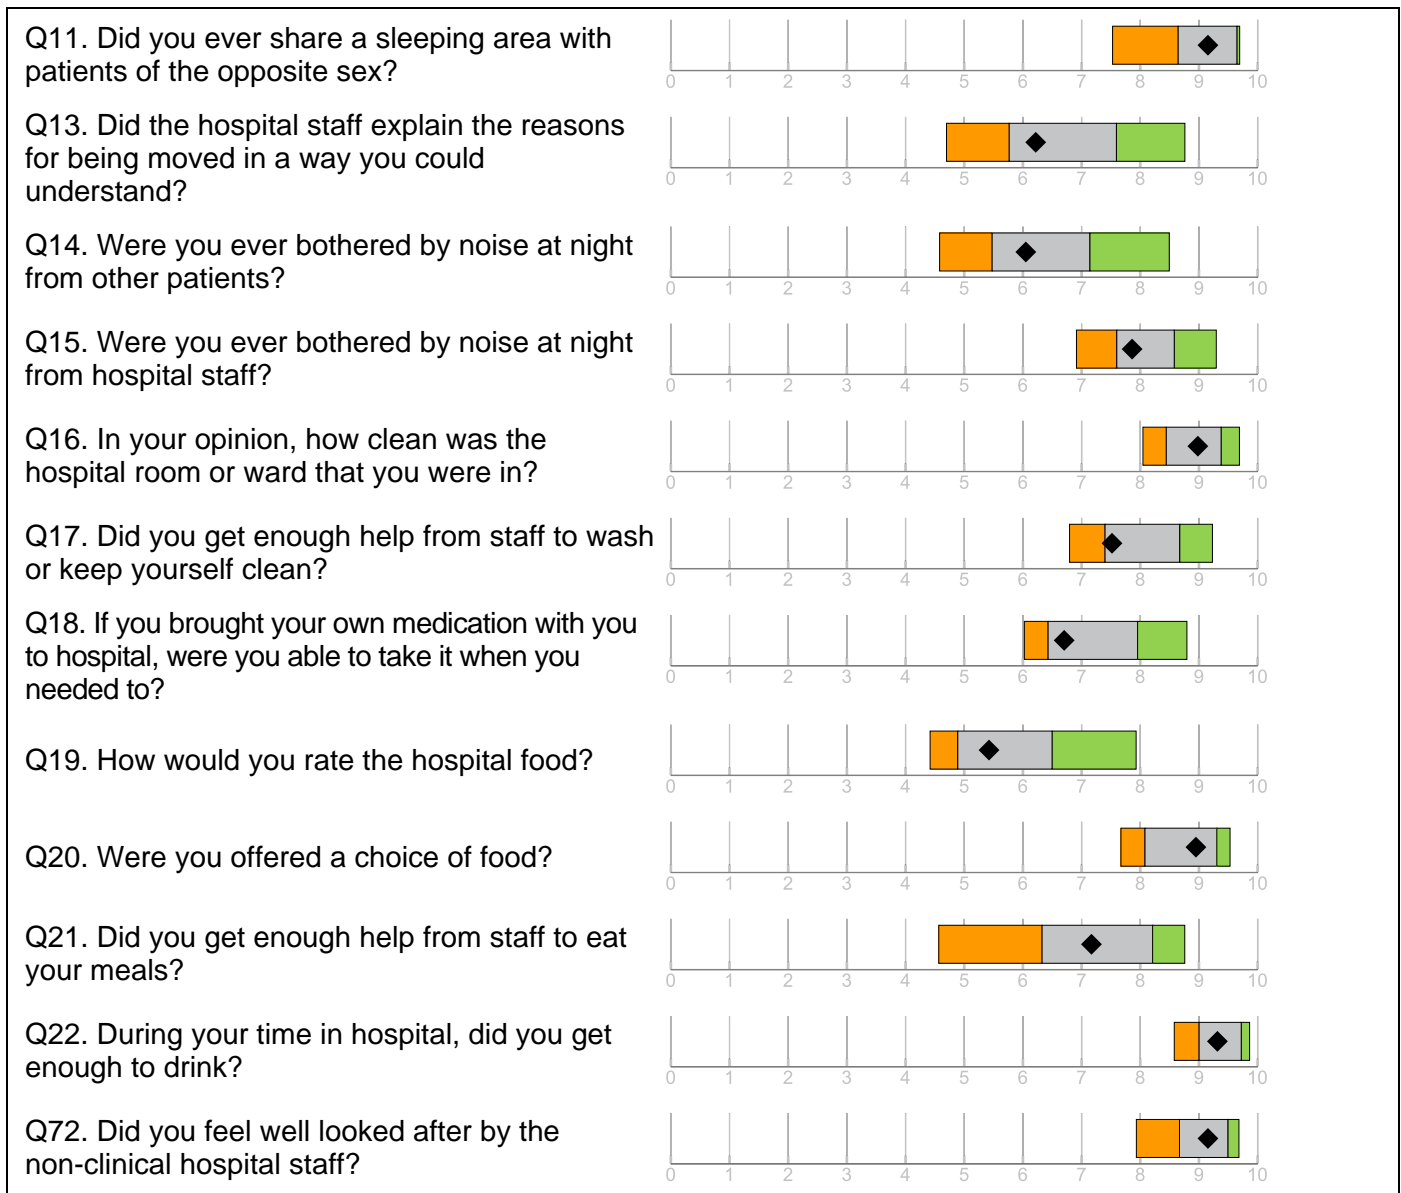 Q11. Did you ever share a sleeping area with
patients of the opposite sex?
0 1 2 3 4 5 6 7 8 9 10
Q13. Did the hospital staff explain the reasons
for being moved in a way you could
understand?
0 1 2 3 4 5 6 7 8 9 10
Q14. Were you ever bothered by noise at night
from other patients?
0 1 2 3 4 5 6 7 8 9 10
Q15. Were you ever bothered by noise at night
from hospital staff?
0 1 2 3 4 5 6 7 8 9 10
Q16. In your opinion, how clean was the
hospital room or ward that you were in?
0 1 2 3 4 5 6 7 8 9 10
Q17. Did you get enough help from staff to wash
or keep yourself clean?
0 1 2 3 4 5 6 7 8 9 10
Q18. If you brought your own medication with you
to hospital, were you able to take it when you
needed to?
0 1 2 3 4 5 6 7 8 9 10
Q19. How would you rate the hospital food?
0 1 2 3 4 5 6 7 8 9 10
Q20. Were you offered a choice of food?
0 1 2 3 4 5 6 7 8 9 10
Q21. Did you get enough help from staff to eat
your meals?
0 1 2 3 4 5 6 7 8 9 10
Q22. During your time in hospital, did you get
enough to drink?
0 1 2 3 4 5 6 7 8 9 10
Q72. Did you feel well looked after by the
non-clinical hospital staff?
0 1 2 3 4 5 6 7 8 9 10